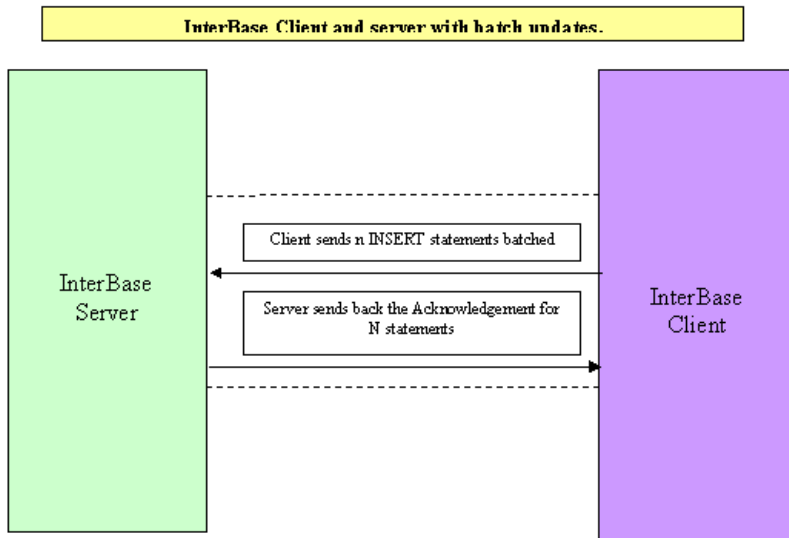 InterBase Client and server with batch updates.
Client sends n INSERT statements batched
InterBase
Server
Server sends back the Acknowledgement for
N statements
InterBase
Client